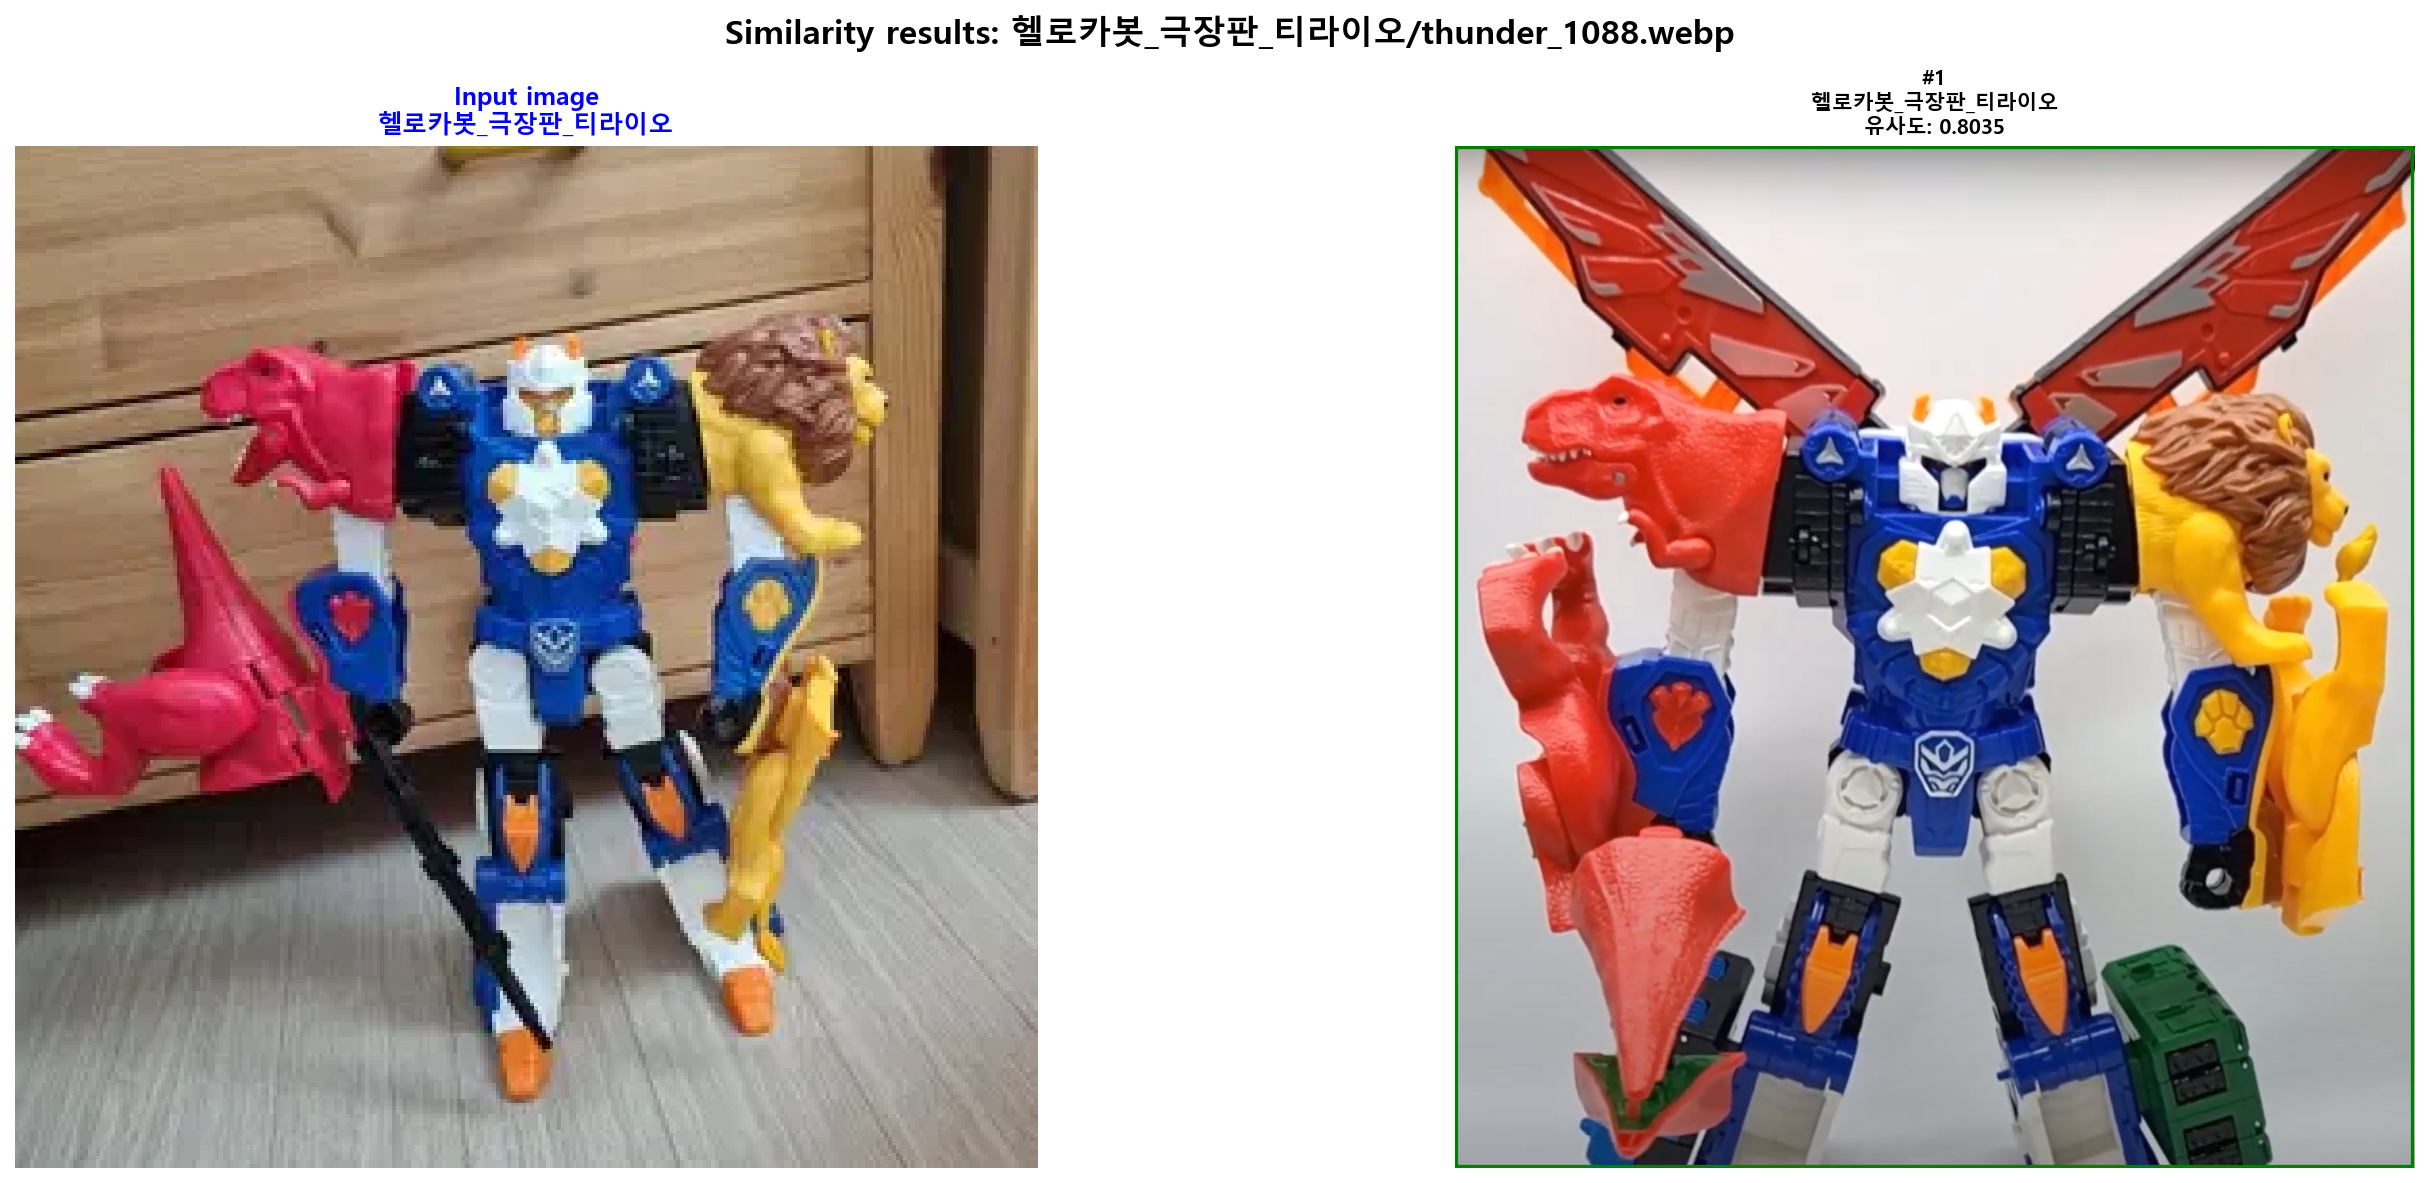 Similarity results: 헬로카봇_극장판_티라이오/thunder_1088.webp
Input image
헬로카봇_극장판_티라이오
#1
헬로카봇_극장판_티라이오
유사도: 0.8035